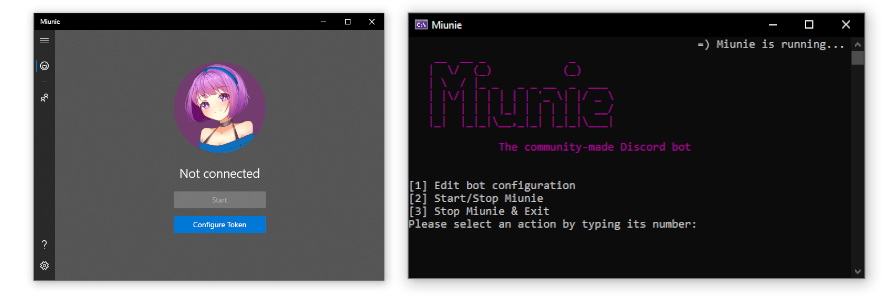 Miunie
Not connected
Start
Configure Token
?
Miunie
=) Miunie is running...
Miunie
The community-made Discord bot
[1] Edit bot configuration
[2] Start/Stop Miunie
[3] Stop Miunie & Exit
Please select an action by typing its number: